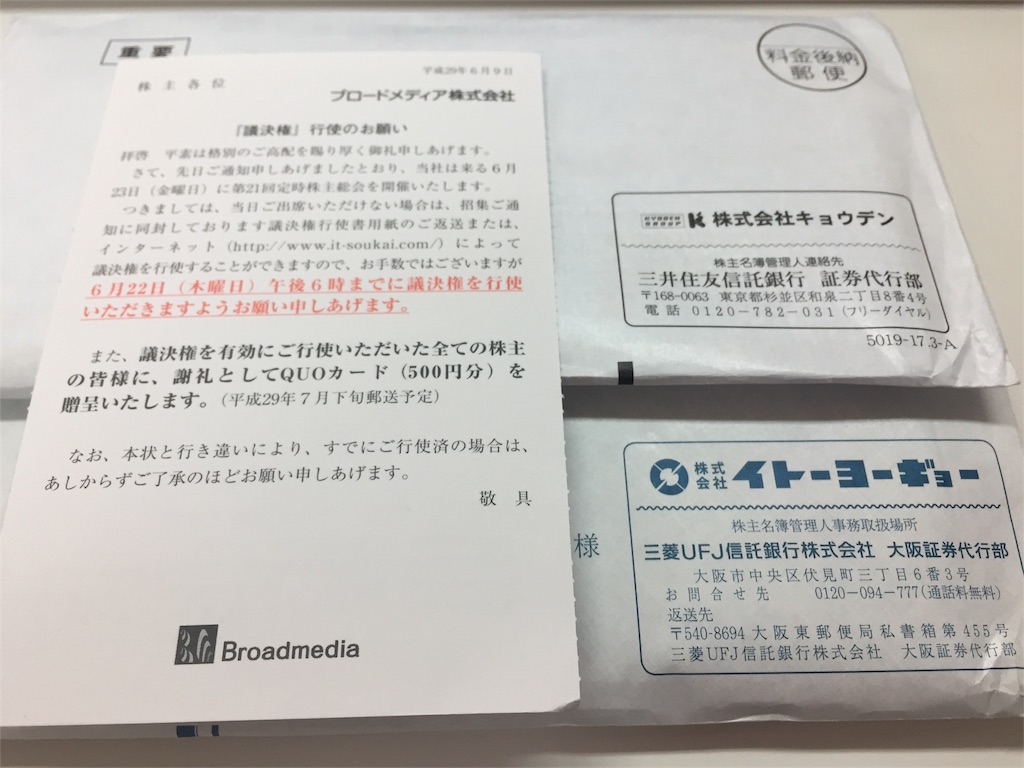 重要
料金後納
郵便
平成29年6月9日
株主各位
ブロードメディア株式会社
「議決権」行使のお願い
拝啓　平素は格別のご高配を賜り厚く御礼申しあげます。
さて、先日ご通知申しあげましたとおり、当社は来る6月
23日（金曜日）に第21回定時株主総会を開催いたします。
つきましては、当日ご出席いただけない場合は、招集ご通
知に同封しております議決権行使書用紙のご返送または、
インターネット（http://www.it-soukai.com/）によって
議決権を行使することができますので、お手数ではございますが
6月22日（木曜日）午後6時までに議決権を行使
いただきますようお願い申しあげます。
また、議決権を有効にご行使いただいた全ての株主
の皆様に、謝礼としてQUOカード（500円分）を
贈呈いたします。（平成29年7月下旬郵送予定）
なお、本状と行き違いにより、すでにご行使済の場合は、
あしからずご了承のほどお願い申しあげます。
敬具
Broadmedia
KYODEN GROUP K 株式会社キョウデン
株主名簿管理人連絡先
三井住友信託銀行 証券代行部
〒168-0063 東京都杉並区和泉二丁目8番4号
電話 0120-782-031（フリーダイヤル）
5019-17.3-A
様
株式会社 イトーヨーギョー
株主名簿管理人事務取扱場所
三菱UFJ信託銀行株式会社 大阪証券代行部
大阪市中央区伏見町三丁目6番3号
お問合せ先 0120-094-777(通話料無料)
返送先
〒540-8694 大阪東郵便局私書箱第455号
三菱UFJ信託銀行株式会社 大阪証券代行部